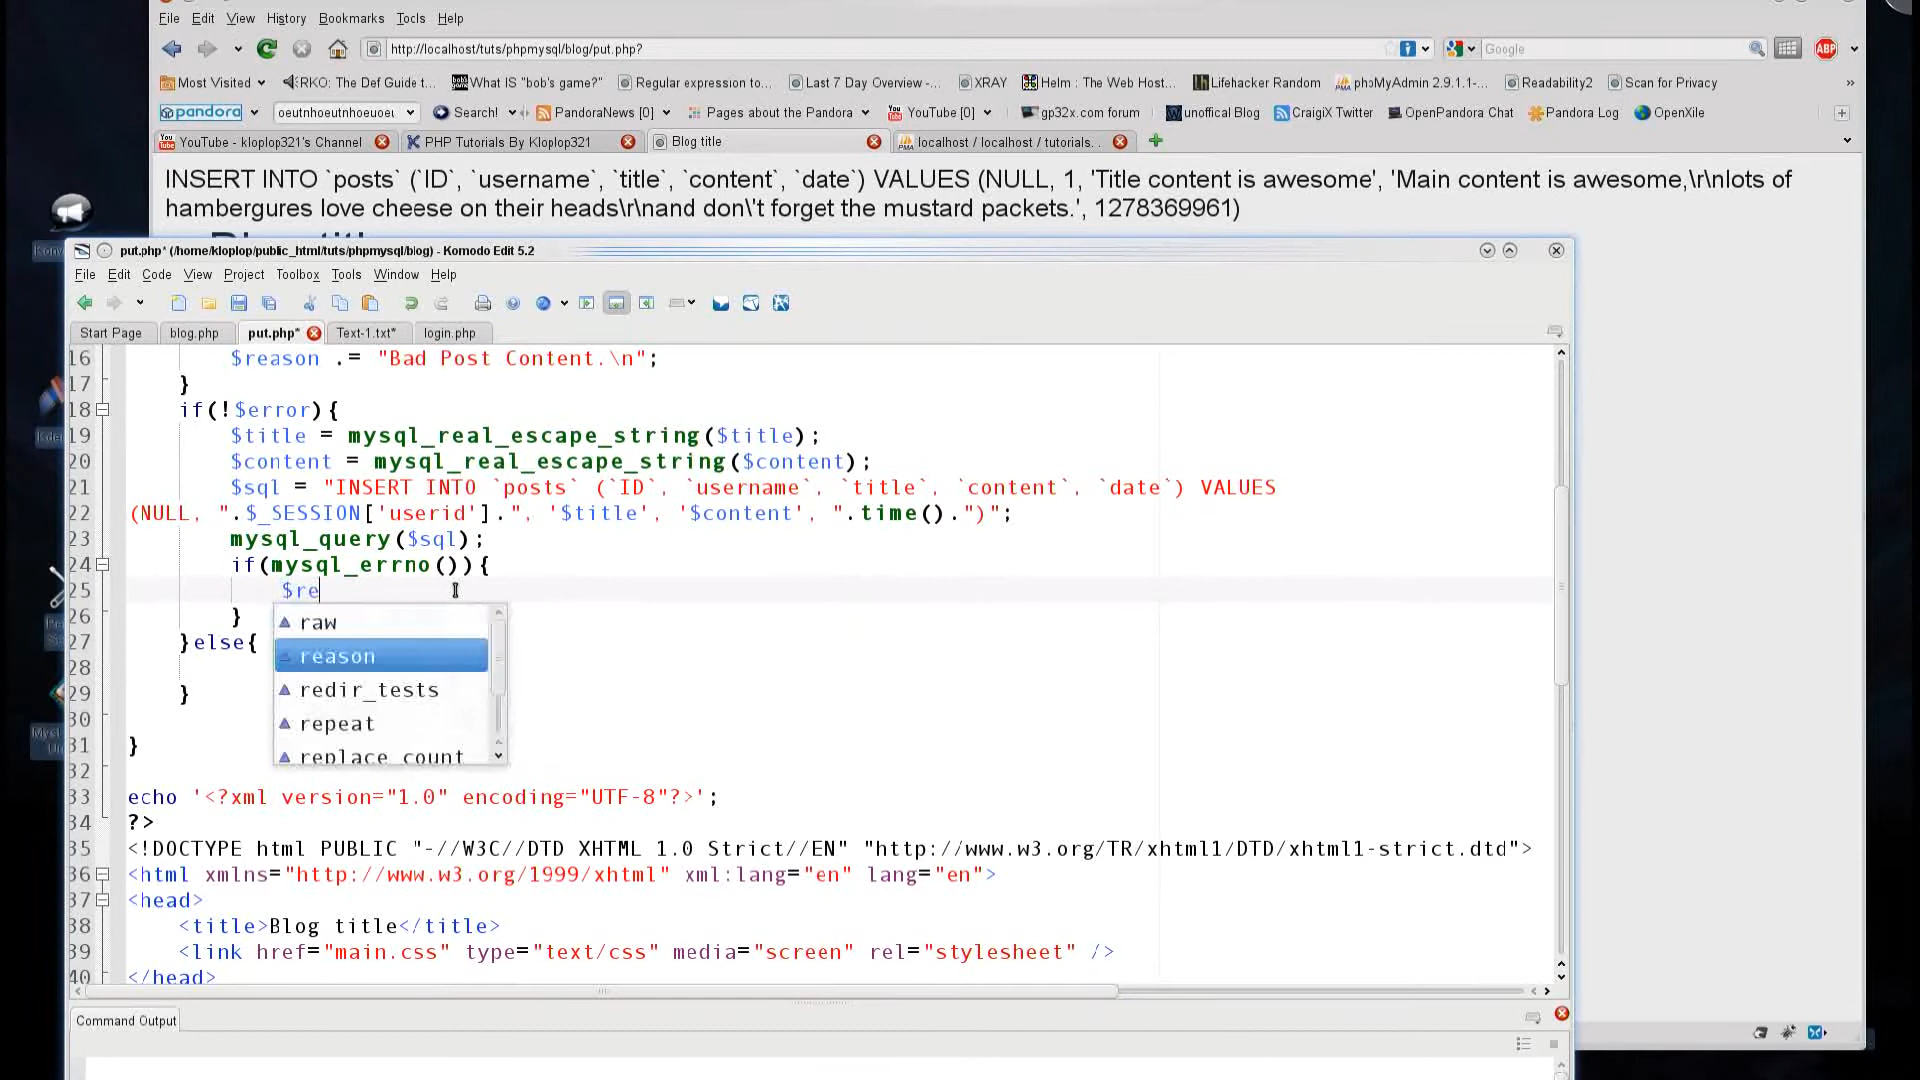 File Edit View History Bookmarks Tools Help
http://localhost/tuts/phpmysql/blog/put.php?
Google
ABP
Most Visited RKO: The Def Guide t... What IS "bob's game?" Regular expression to... Last 7 Day Overview -... XRAY Helm : The Web Host... Lifehacker Random phpMyAdmin 2.9.1.1-... Readability2 Scan for Privacy »
pandora oeutnhoeutnhoeuoei Search! PandoraNews [0] Pages about the Pandora YouTube [0] gp32x.com forum unoffical Blog CraigiX Twitter OpenPandora Chat Pandora Log OpenXile
YouTube - kloplop321's Channel PHP Tutorials By Kloplop321 Blog title localhost / localhost / tutorials. .
INSERT INTO `posts` (`ID`, `username`, `title`, `content`, `date`) VALUES (NULL, 1, 'Title content is awesome', 'Main content is awesome,\r\nlots of
hambergures love cheese on their heads\r\nand don\'t forget the mustard packets.', 1278369961)
put.php* (/home/kloplop/public_html/tuts/phpmysql/blog) - Komodo Edit 5.2
File Edit Code View Project Toolbox Tools Window Help
Start Page blog.php put.php* Text-1.txt* login.php
16 $reason .= "Bad Post Content.\n";
17 }
18 if(!$error){
19 $title = mysql_real_escape_string($title);
20 $content = mysql_real_escape_string($content);
21 $sql = "INSERT INTO `posts` (`ID`, `username`, `title`, `content`, `date`) VALUES
22 (NULL, ".$_SESSION['userid'].", '$title', '$content', ".time().")";
23 mysql_query($sql);
24 if(mysql_errno()){
25 $re
26 }
27 }else{
28
29 }
30
31 }
32
33 echo '<?xml version="1.0" encoding="UTF-8"?>';
34 ?>
35 <!DOCTYPE html PUBLIC "-//W3C//DTD XHTML 1.0 Strict//EN" "http://www.w3.org/TR/xhtml1/DTD/xhtml1-strict.dtd">
36 <html xmlns="http://www.w3.org/1999/xhtml" xml:lang="en" lang="en">
37 <head>
38 <title>Blog title</title>
39 <link href="main.css" type="text/css" media="screen" rel="stylesheet" />
40 </head>
raw
reason
redir_tests
repeat
replace_count
Command Output